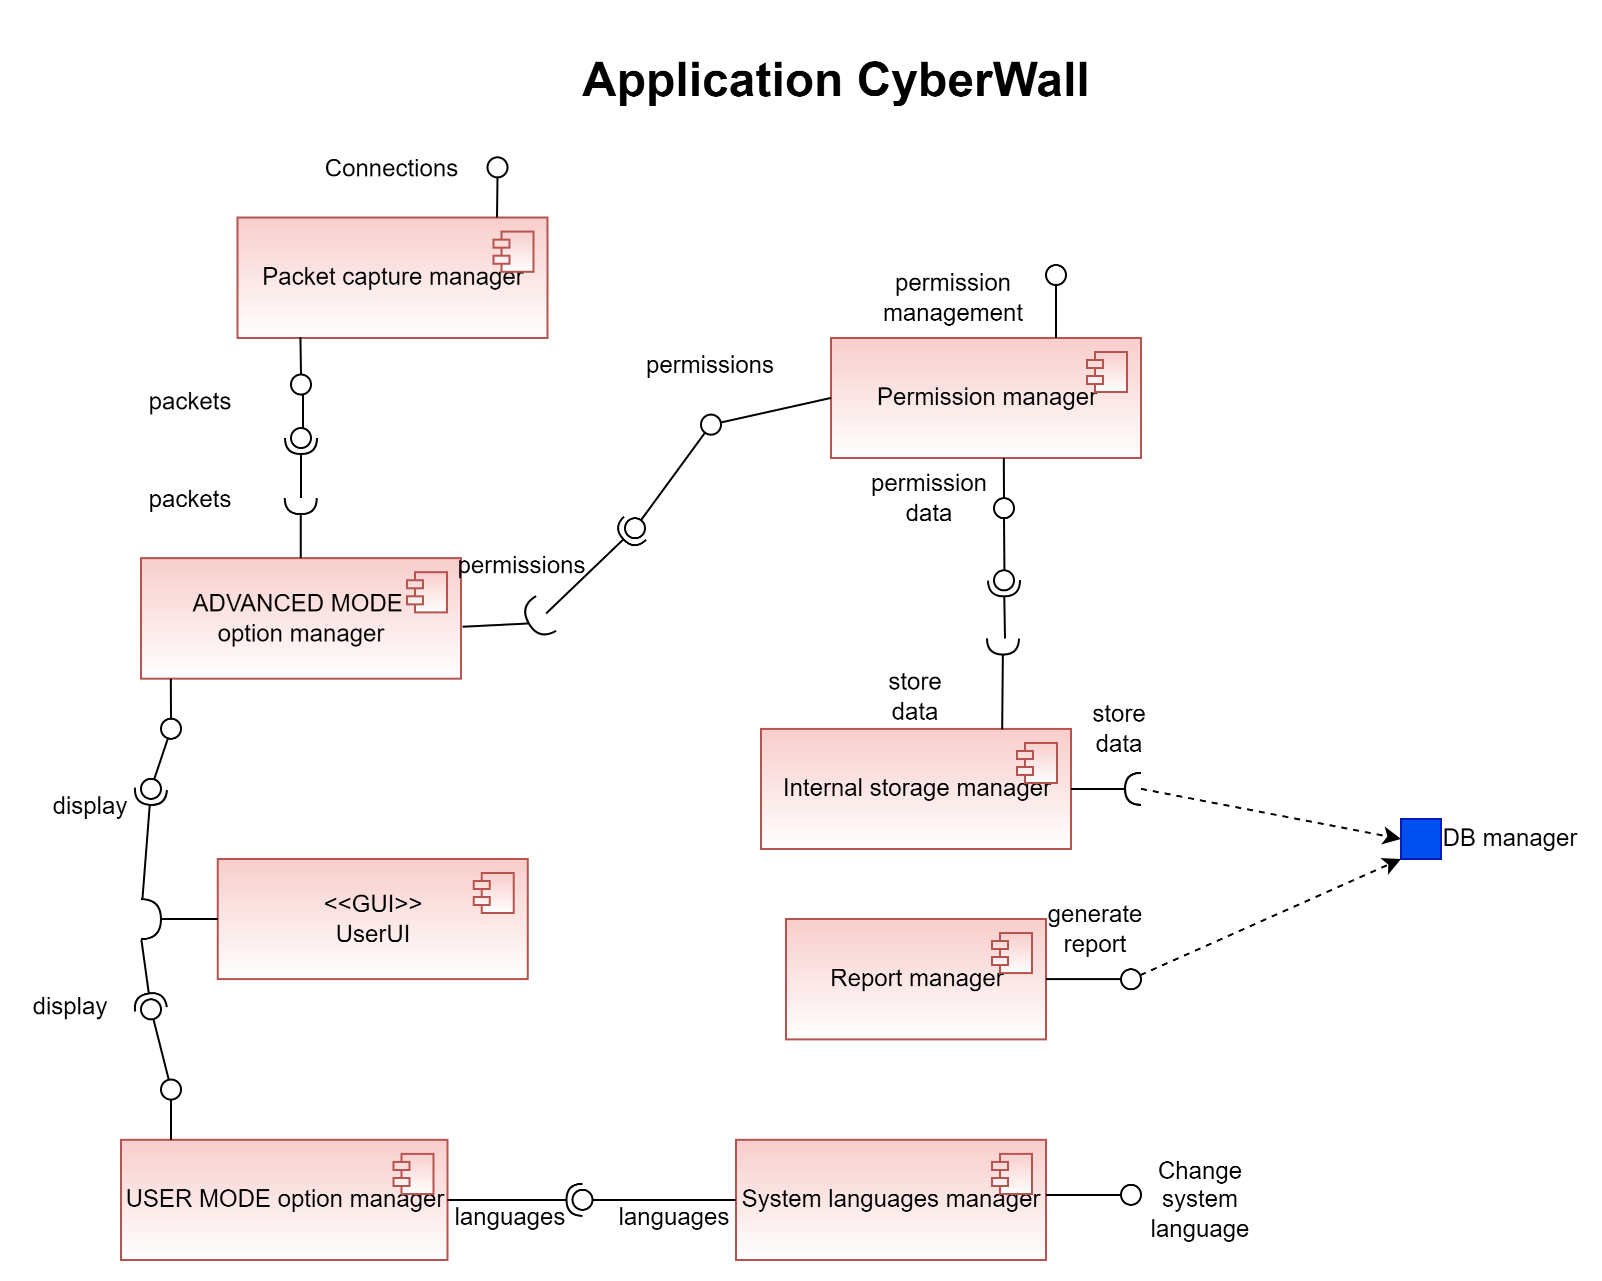 Application CyberWall
Connections
Packet capture manager
permission
management
permissions
Permission manager
packets
permission
data
packets
permissions
ADVANCED MODE
option manager
store
data
store
data
Internal storage manager
display
DB manager
<<GUI>>
UserUI
generate
report
Report manager
display
Change
system
language
USER MODE option manager
languages
languages
System languages manager